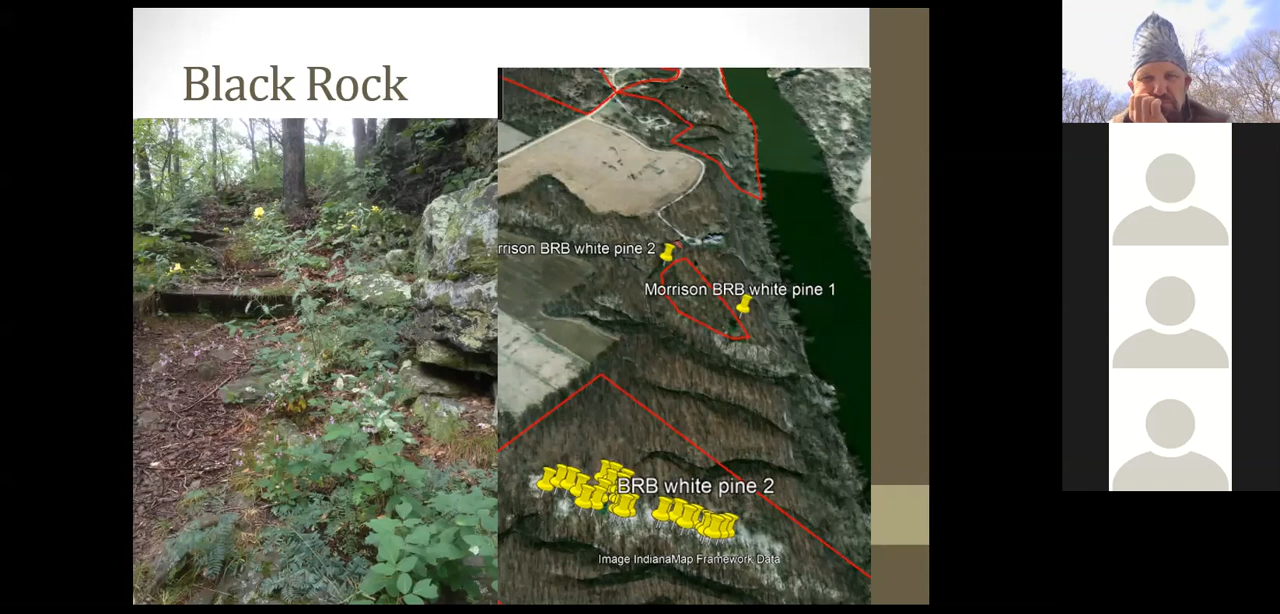 Black Rock
rrison BRB white pine 2
Morrison BRB white pine 1
BRB white pine 2
Image IndianaMap Framework Data